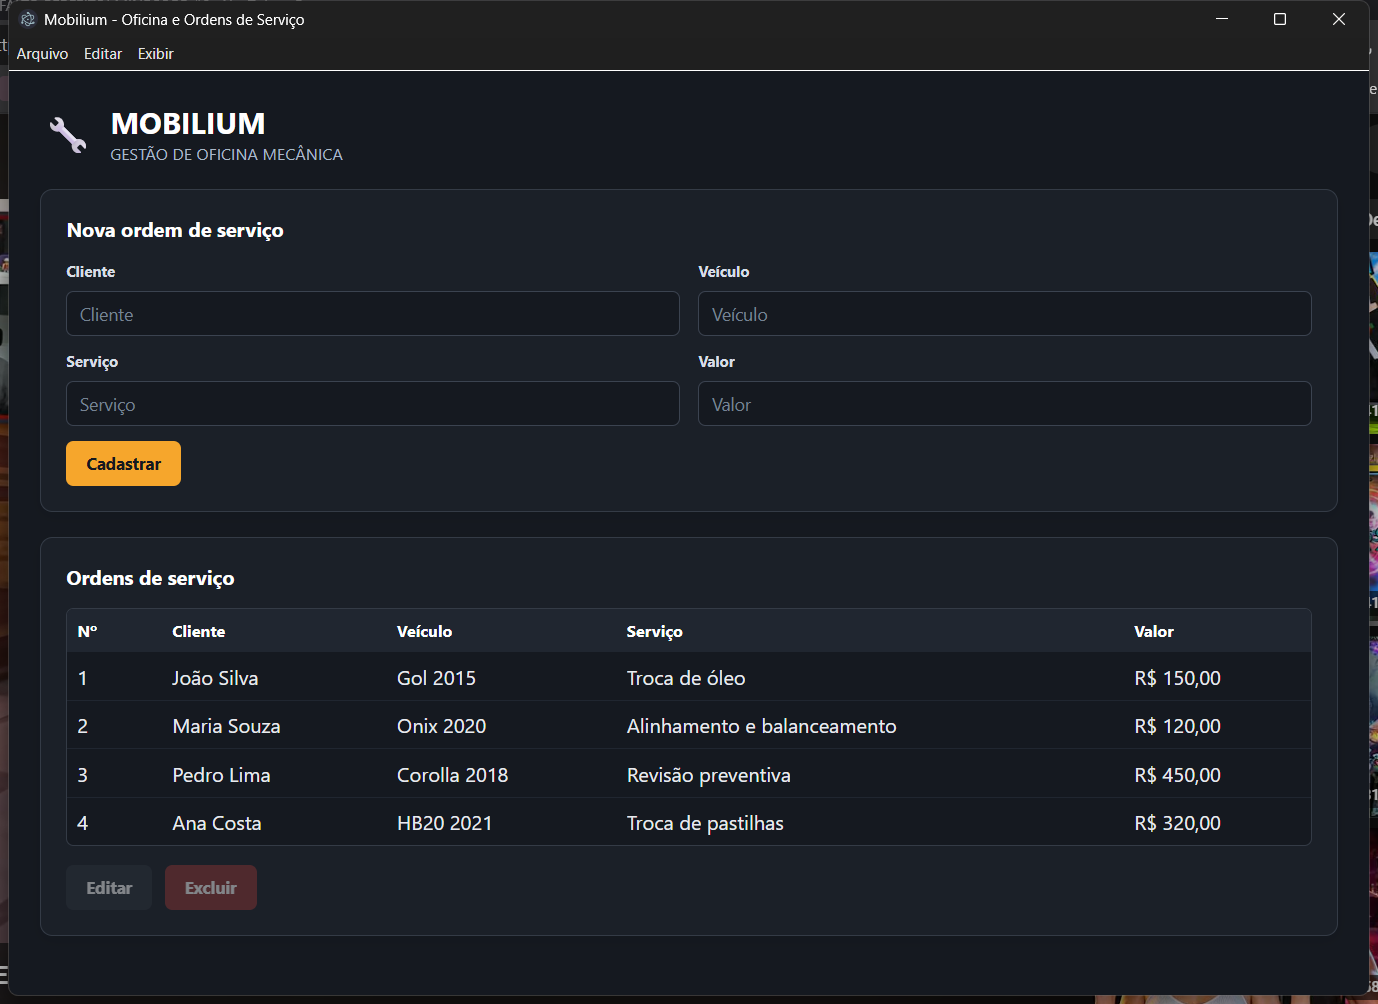 Mobilium - Oficina e Ordens de Serviço
Arquivo Editar Exibir
MOBILIUM
GESTÃO DE OFICINA MECÂNICA
Nova ordem de serviço
Cliente Veículo
Cliente Veículo
Serviço Valor
Serviço Valor
Cadastrar
Ordens de serviço
Nº Cliente Veículo Serviço Valor
1 João Silva Gol 2015 Troca de óleo R$ 150,00
2 Maria Souza Onix 2020 Alinhamento e balanceamento R$ 120,00
3 Pedro Lima Corolla 2018 Revisão preventiva R$ 450,00
4 Ana Costa HB20 2021 Troca de pastilhas R$ 320,00
Editar Excluir